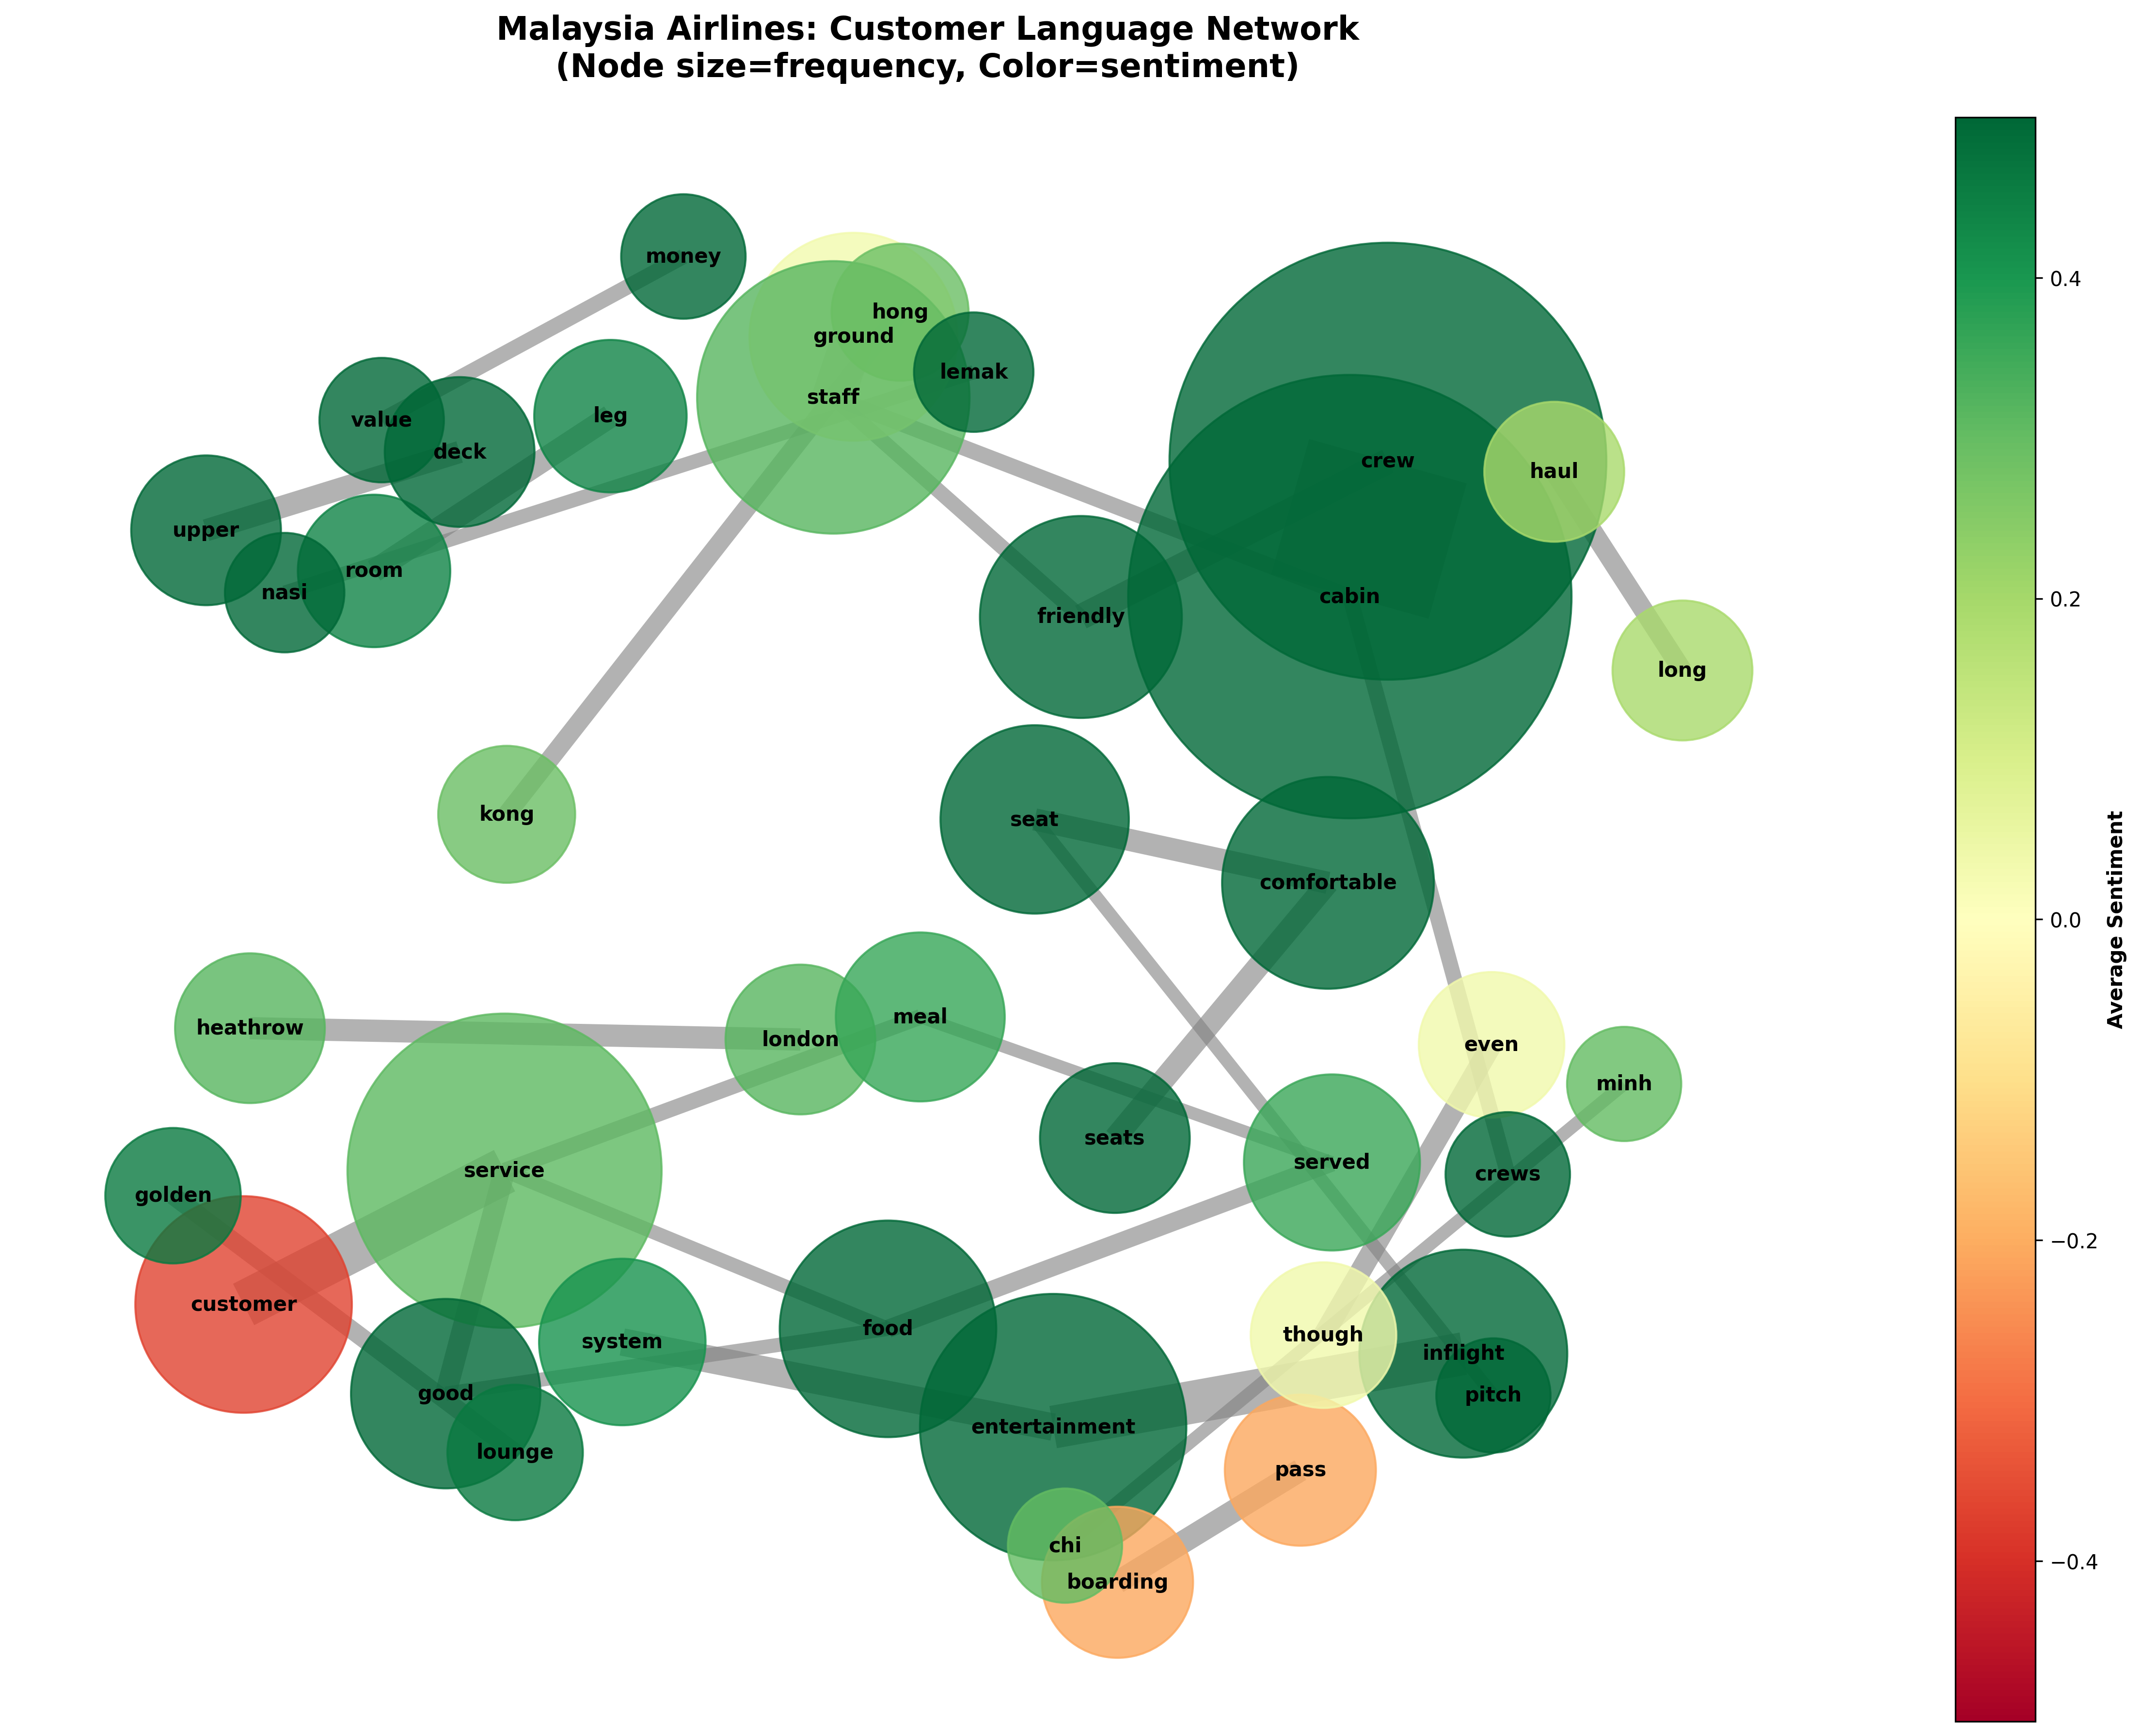 Malaysia Airlines: Customer Language Network
(Node size=frequency, Color=sentiment)
money
hong
ground
lemak
staff
value
leg
deck
crew
haul
upper
room
nasi
cabin
friendly
long
kong
seat
comfortable
heathrow
london
meal
even
minh
seats
served
crews
service
golden
customer
system
food
though
inflight
good
pitch
entertainment
lounge
pass
chi
boarding
0.4
0.2
0.0
−0.2
−0.4
Average Sentiment